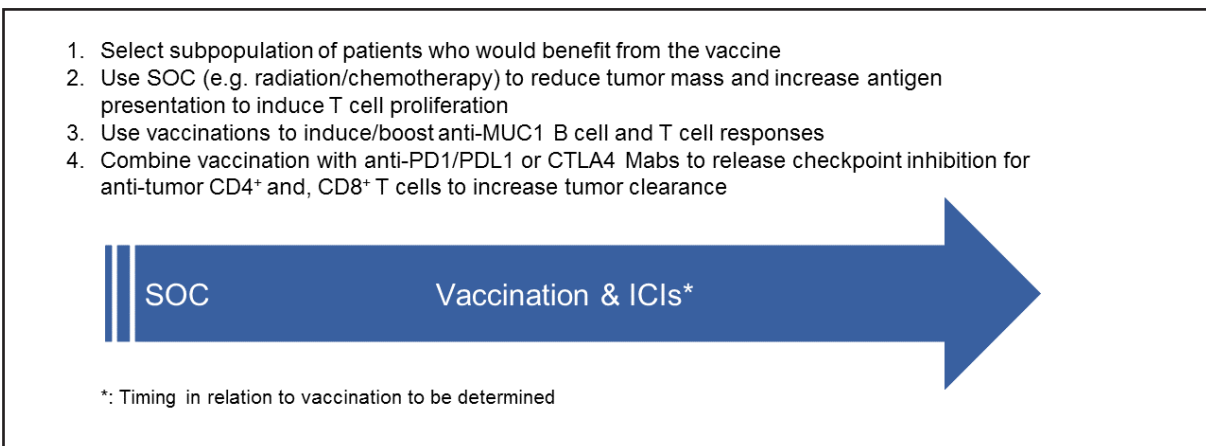 1. Select subpopulation of patients who would benefit from the vaccine
2. Use SOC (e.g. radiation/chemotherapy) to reduce tumor mass and increase antigen
presentation to induce T cell proliferation
3. Use vaccinations to induce/boost anti-MUC1 B cell and T cell responses
4. Combine vaccination with anti-PD1/PDL1 or CTLA4 Mabs to release checkpoint inhibition for
anti-tumor CD4⁺ and, CD8⁺ T cells to increase tumor clearance
SOC Vaccination & ICIs*
*: Timing in relation to vaccination to be determined